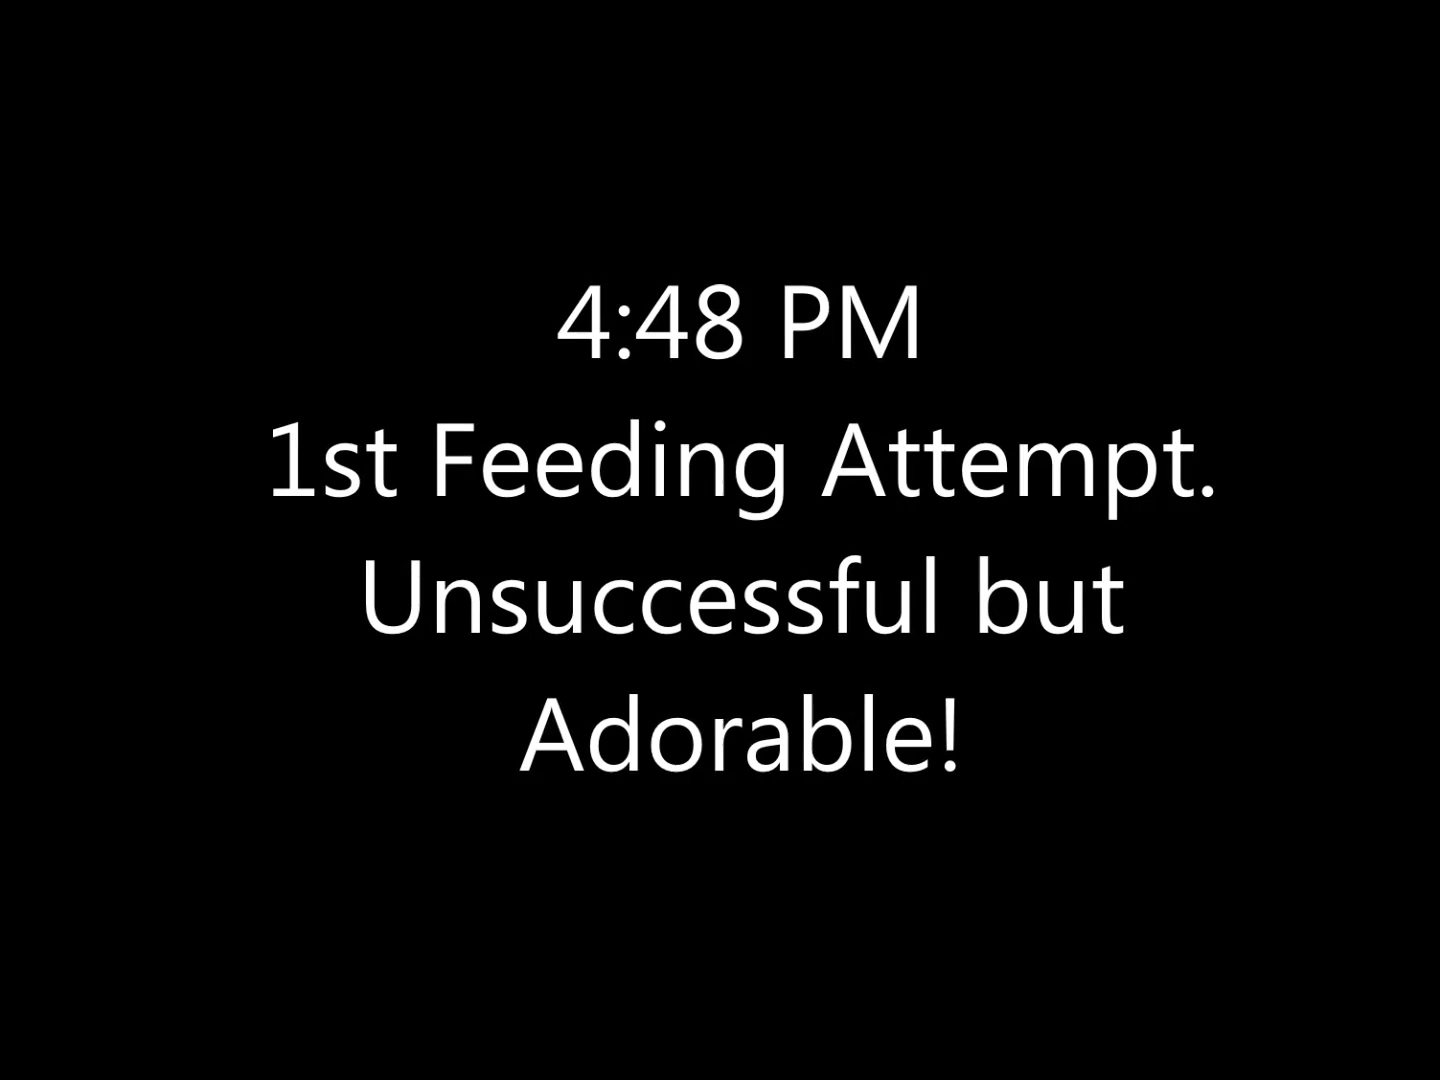 4:48 PM
1st Feeding Attempt.
Unsuccessful but
Adorable!